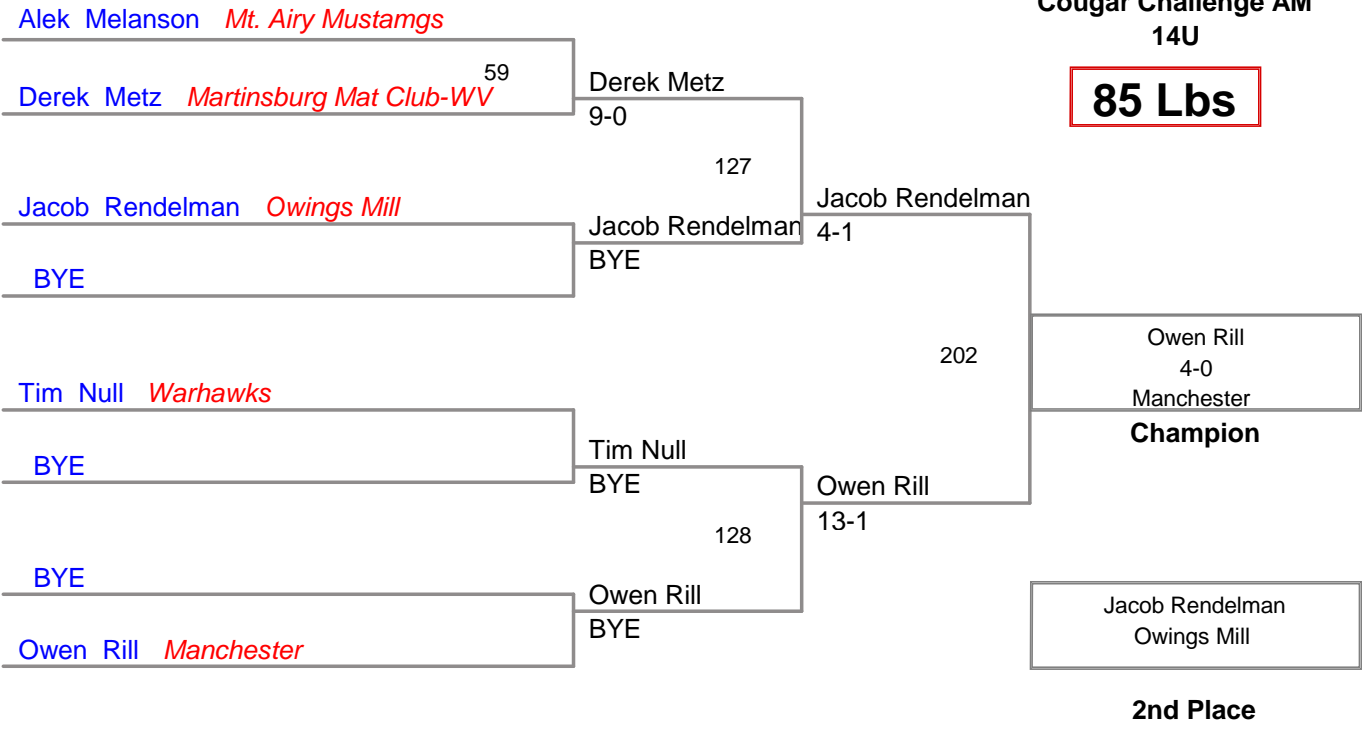 Cougar Challenge AM
14U
85 Lbs
Alek Melanson Mt. Airy Mustamgs
59
Derek Metz Martinsburg Mat Club-WV
Derek Metz
9-0
127
Jacob Rendelman Owings Mill
Jacob Rendelman
BYE
BYE
Jacob Rendelman
4-1
202
Tim Null Warhawks
BYE
Tim Null
BYE
128
BYE
Owen Rill Manchester
Owen Rill
BYE
Owen Rill
13-1
Owen Rill
4-0
Manchester
Champion
Jacob Rendelman
Owings Mill
2nd Place